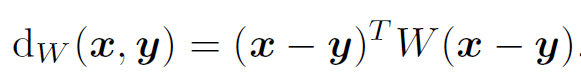 d_W(x, y) = (x − y)^T W(x − y).